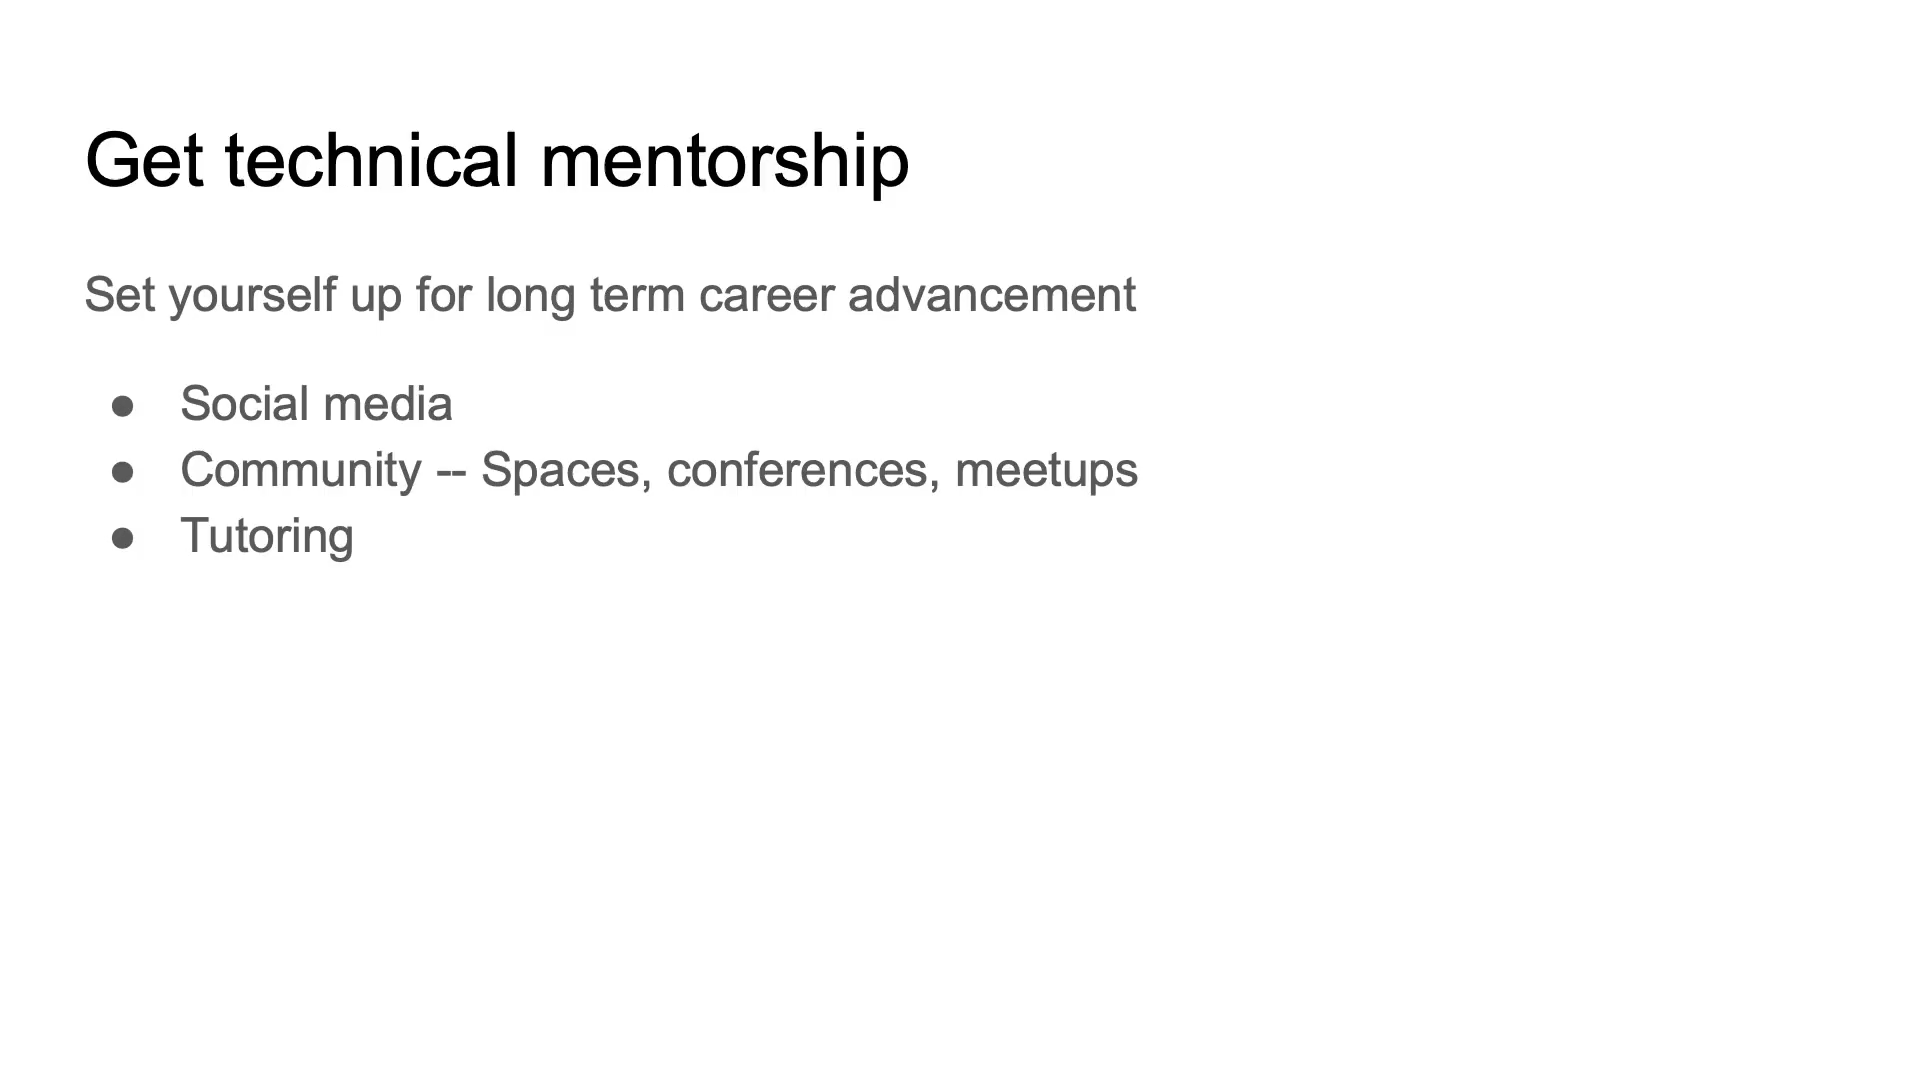 Get technical mentorship
Set yourself up for long term career advancement
● Social media
● Community -- Spaces, conferences, meetups
● Tutoring